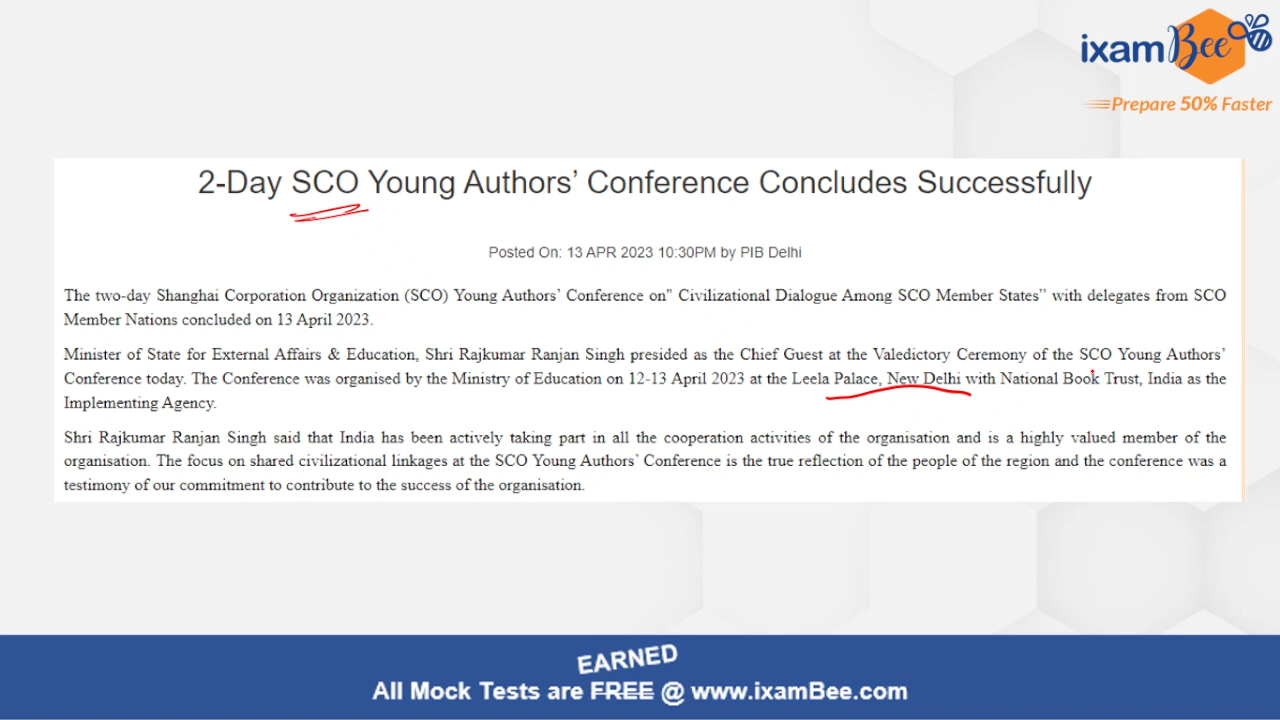 ixamBee
Prepare 50% Faster
2-Day SCO Young Authors’ Conference Concludes Successfully
Posted On: 13 APR 2023 10:30PM by PIB Delhi
The two-day Shanghai Corporation Organization (SCO) Young Authors’ Conference on" Civilizational Dialogue Among SCO Member States” with delegates from SCO
Member Nations concluded on 13 April 2023.
Minister of State for External Affairs & Education, Shri Rajkumar Ranjan Singh presided as the Chief Guest at the Valedictory Ceremony of the SCO Young Authors’
Conference today. The Conference was organised by the Ministry of Education on 12-13 April 2023 at the Leela Palace, New Delhi with National Book Trust, India as the
Implementing Agency.
Shri Rajkumar Ranjan Singh said that India has been actively taking part in all the cooperation activities of the organisation and is a highly valued member of the
organisation. The focus on shared civilizational linkages at the SCO Young Authors’ Conference is the true reflection of the people of the region and the conference was a
testimony of our commitment to contribute to the success of the organisation.
EARNED
All Mock Tests are FREE @ www.ixamBee.com